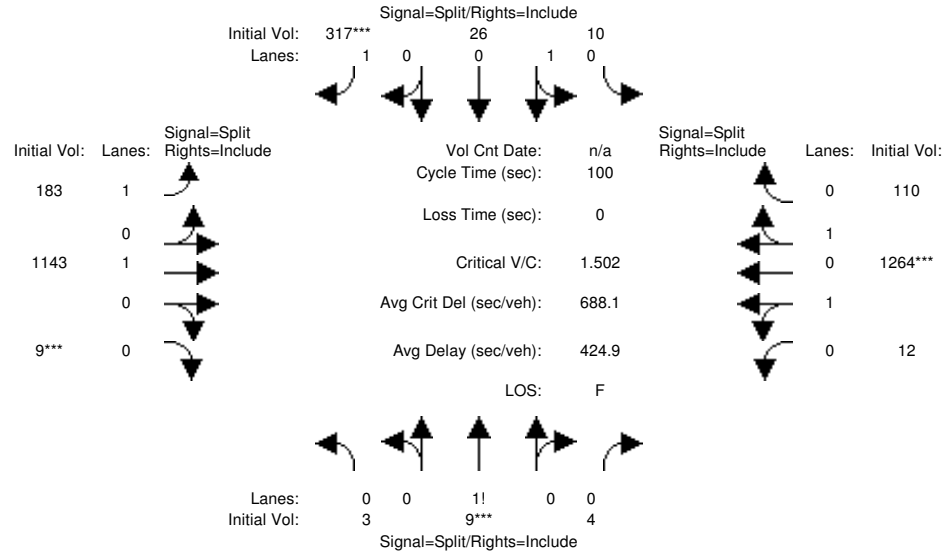 Signal=Split/Rights=Include
Initial Vol: 317*** 26 10
Lanes: 1 0 0 1 0
Signal=Split Signal=Split
Initial Vol: Lanes: Rights=Include Vol Cnt Date: n/a Rights=Include Lanes: Initial Vol:
Cycle Time (sec): 100
183 1 0 110
Loss Time (sec): 0
0 1
1143 1 Critical V/C: 1.502 0 1264***
0 Avg Crit Del (sec/veh): 688.1 1
9*** 0 Avg Delay (sec/veh): 424.9 0 12
LOS: F
Lanes: 0 0 1! 0 0
Initial Vol: 3 9*** 4
Signal=Split/Rights=Include